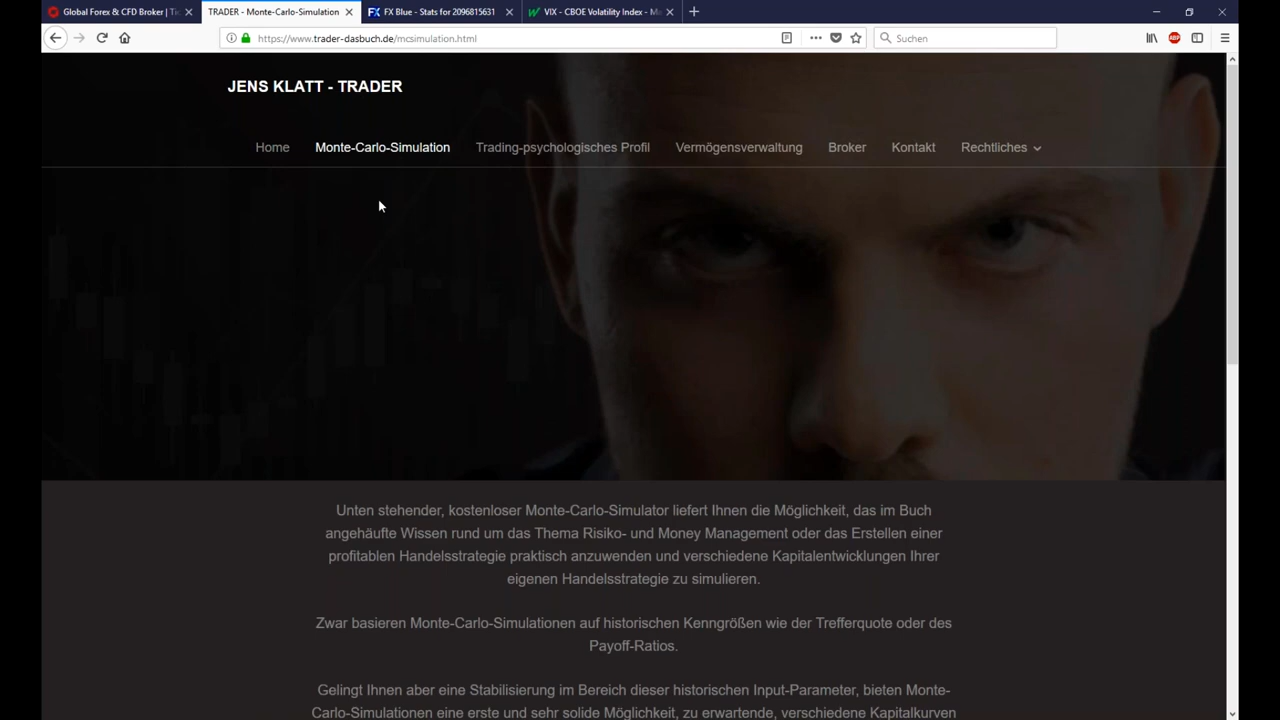 Global Forex & CFD Broker | Ti
TRADER - Monte-Carlo-Simulation
FX Blue - Stats for 2096815631
VIX - CBOE Volatility Index - M
https://www.trader-dasbuch.de/mcsimulation.html
Suchen
ABP
JENS KLATT - TRADER
Home Monte-Carlo-Simulation Trading-psychologisches Profil Vermögensverwaltung Broker Kontakt Rechtliches
Unten stehender, kostenloser Monte-Carlo-Simulator liefert Ihnen die Möglichkeit, das im Buch
angehäufte Wissen rund um das Thema Risiko- und Money Management oder das Erstellen einer
profitablen Handelsstrategie praktisch anzuwenden und verschiedene Kapitalentwicklungen Ihrer
eigenen Handelsstrategie zu simulieren.
Zwar basieren Monte-Carlo-Simulationen auf historischen Kenngrößen wie der Trefferquote oder des
Payoff-Ratios.
Gelingt Ihnen aber eine Stabilisierung im Bereich dieser historischen Input-Parameter, bieten Monte-
Carlo-Simulationen eine erste und sehr solide Möglichkeit, zu erwartende, verschiedene Kapitalkurven